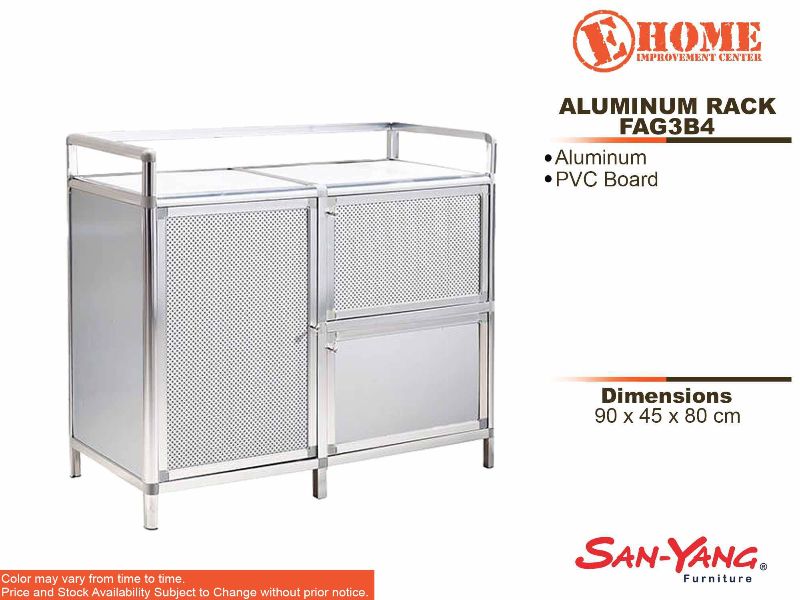 E HOME
IMPROVEMENT CENTER
ALUMINUM RACK
FAG3B4
•Aluminum
•PVC Board
Dimensions
90 x 45 x 80 cm
SAN-YANG®
Furniture
Color may vary from time to time.
Price and Stock Availability Subject to Change without prior notice.